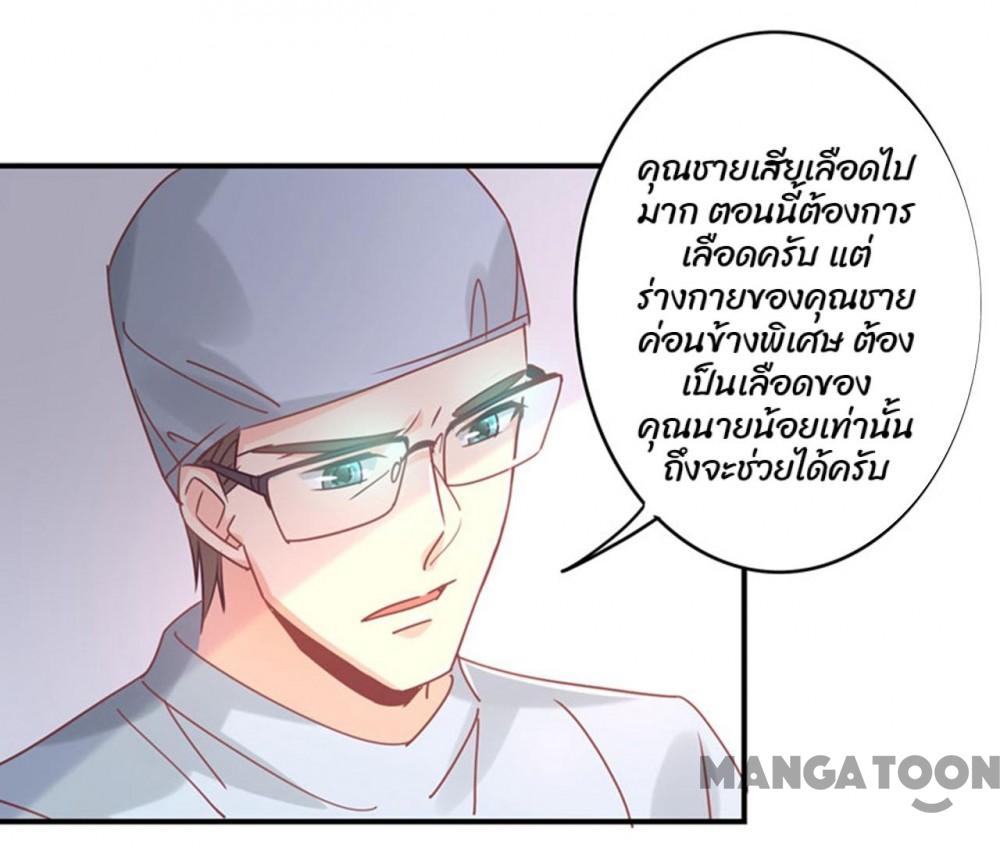 คุณชายเสียเลือดไป
มาก ตอนนี้ต้องการ
เลือดครับ แต่
ร่างกายของคุณชาย
ค่อนข้างพิเศษ ต้อง
เป็นเลือดของ
คุณนายน้อยเท่านั้น
ถึงจะช่วยได้ครับ
MANGATOON